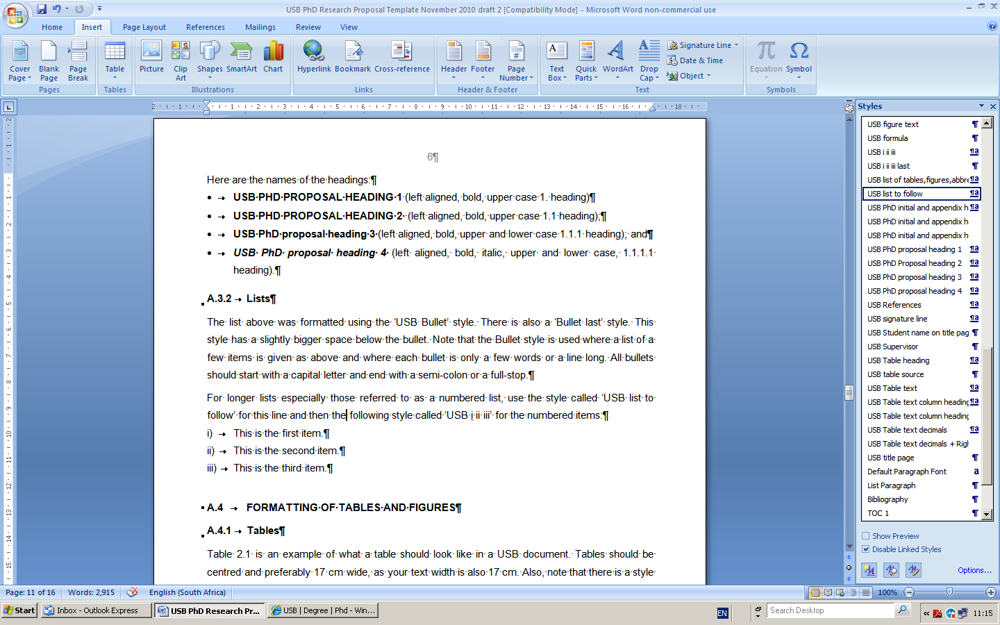 USB PhD Research Proposal Template November 2010 draft 2 [Compatibility Mode] - Microsoft Word non-commercial use
Home Insert Page Layout References Mailings Review View
Cover Page Blank Page Page Break Table Picture Clip Art Shapes SmartArt Chart Hyperlink Bookmark Cross-reference Header Footer Page Number Text Box Quick Parts WordArt Drop Cap Signature Line Date & Time Object Equation Symbol
Pages Tables Illustrations Links Header & Footer Text Symbols
2 1 1 2 3 4 5 6 7 8 9 10 11 12 13 14 15 16 18
6¶
Here are the names of the headings:¶
• → USB PHD PROPOSAL HEADING 1 (left aligned, bold, upper case 1. heading)¶
• → USB PHD PROPOSAL HEADING 2 (left aligned, bold, upper case 1.1 heading);¶
• → USB PhD proposal heading 3 (left aligned, bold, upper and lower case 1.1.1 heading); and¶
• → USB PhD proposal heading 4 (left aligned, bold, italic, upper and lower case, 1.1.1.1
heading).¶
A.3.2 → Lists¶
The list above was formatted using the ‘USB Bullet’ style. There is also a ‘Bullet last’ style. This
style has a slightly bigger space below the bullet. Note that the Bullet style is used where a list of a
few items is given as above and where each bullet is only a few words or a line long. All bullets
should start with a capital letter and end with a semi-colon or a full-stop.¶
For longer lists especially those referred to as a numbered list, use the style called ‘USB list to
follow’ for this line and then the following style called ‘USB i ii iii’ for the numbered items:¶
i) → This is the first item.¶
ii) → This is the second item.¶
iii) → This is the third item.¶
A.4 → FORMATTING OF TABLES AND FIGURES¶
A.4.1 → Tables¶
Table 2.1 is an example of what a table should look like in a USB document. Tables should be
centred and preferably 17 cm wide, as your text width is also 17 cm. Also, note that there is a style
Styles
USB figure text ¶
USB formula ¶
USB i ii iii ¶a
USB i ii iii last ¶
USB list of tables,figures,abbre ¶a
USB list to follow ¶a
USB PhD initial and appendix h ¶a
USB PhD initial and appendix h
USB PhD initial and appendix h
USB PhD proposal heading 1 ¶a
USB PhD Proposal heading 2 ¶a
USB PhD proposal heading 3 ¶a
USB PhD proposal heading 4 ¶a
USB References ¶a
USB signature line ¶a
USB Student name on title pag ¶
USB Supervisor ¶
USB Table heading ¶a
USB table source ¶
USB Table text ¶a
USB Table text column heading ¶a
USB Table text column heading
USB Table text decimals ¶a
USB Table text decimals + Righ
USB title page ¶
Default Paragraph Font a
List Paragraph ¶
Bibliography ¶
TOC 1 ¶
Show Preview
Disable Linked Styles
Options...
Page: 11 of 16 Words: 2,915 English (South Africa) 100%
Start Inbox - Outlook Express USB PhD Research Pr... USB | Degree | Phd - Win... EN Search Desktop « 11:15